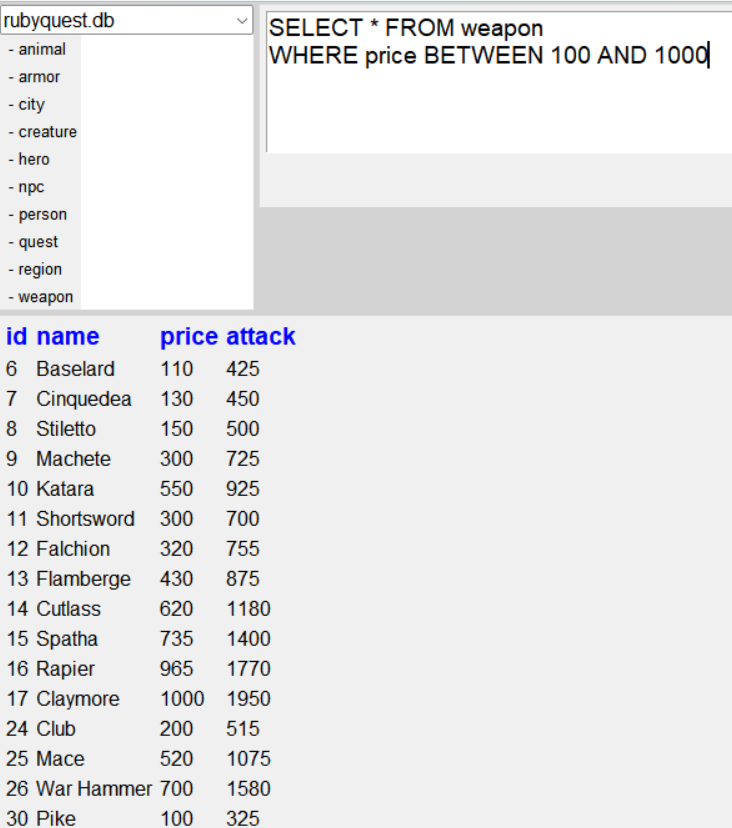 rubyquest.db
- animal
- armor
- city
- creature
- hero
- npc
- person
- quest
- region
- weapon
SELECT * FROM weapon
WHERE price BETWEEN 100 AND 1000
id name price attack
6 Baselard 110 425
7 Cinquedea 130 450
8 Stiletto 150 500
9 Machete 300 725
10 Katara 550 925
11 Shortsword 300 700
12 Falchion 320 755
13 Flamberge 430 875
14 Cutlass 620 1180
15 Spatha 735 1400
16 Rapier 965 1770
17 Claymore 1000 1950
24 Club 200 515
25 Mace 520 1075
26 War Hammer 700 1580
30 Pike 100 325